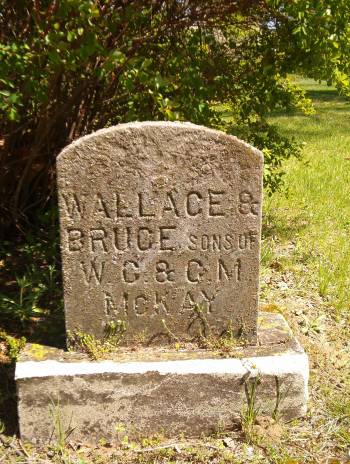 WALLACE &
BRUCE SONS OF
W. C. & C. M.
MCKAY